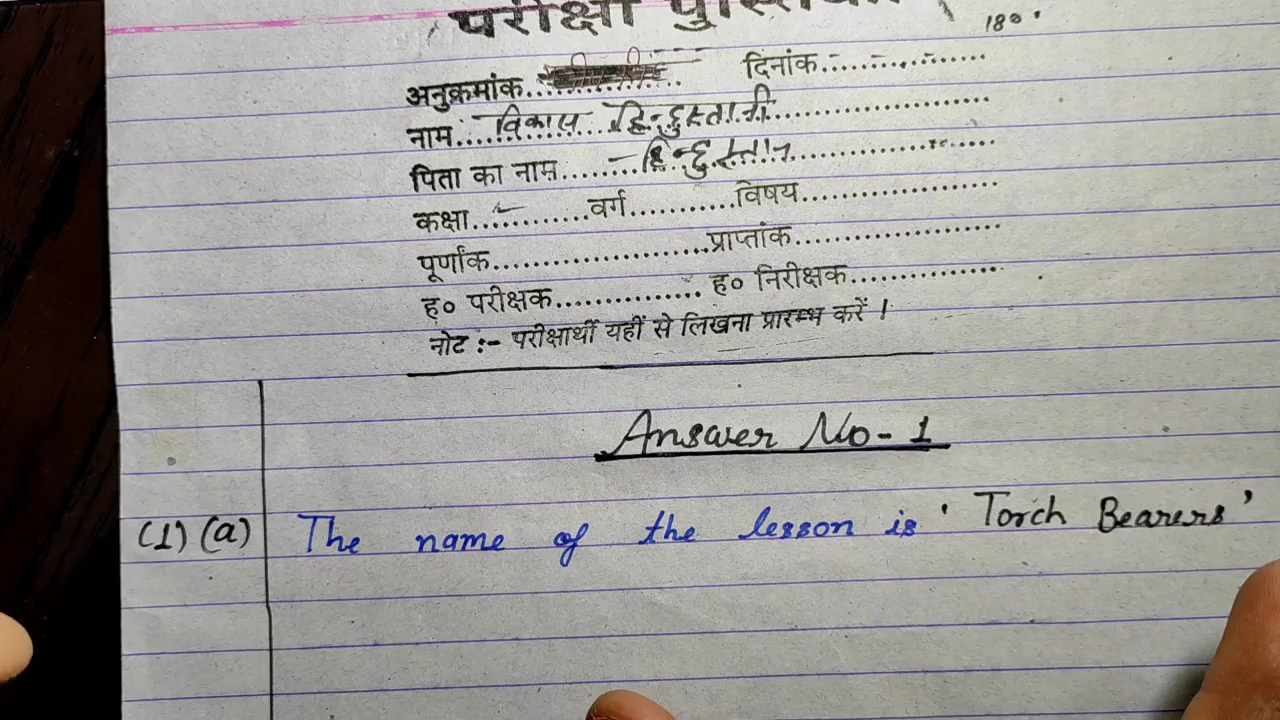 परीक्षा पुस्तिका
180
अनुक्रमांक.............. दिनांक....................
नाम....विकास हिन्दुस्तानी....................
पिता का नाम........हिन्दुस्तान....................
कक्षा............वर्ग...........विषय....................
पूर्णांक......................प्राप्तांक....................
ह० परीक्षक............... ह० निरीक्षक...............
नोट :- परीक्षार्थी यहीं से लिखना प्रारम्भ करें ।
Answer No - 1
(1) (a) The name of the lesson is ' Torch Bearers '